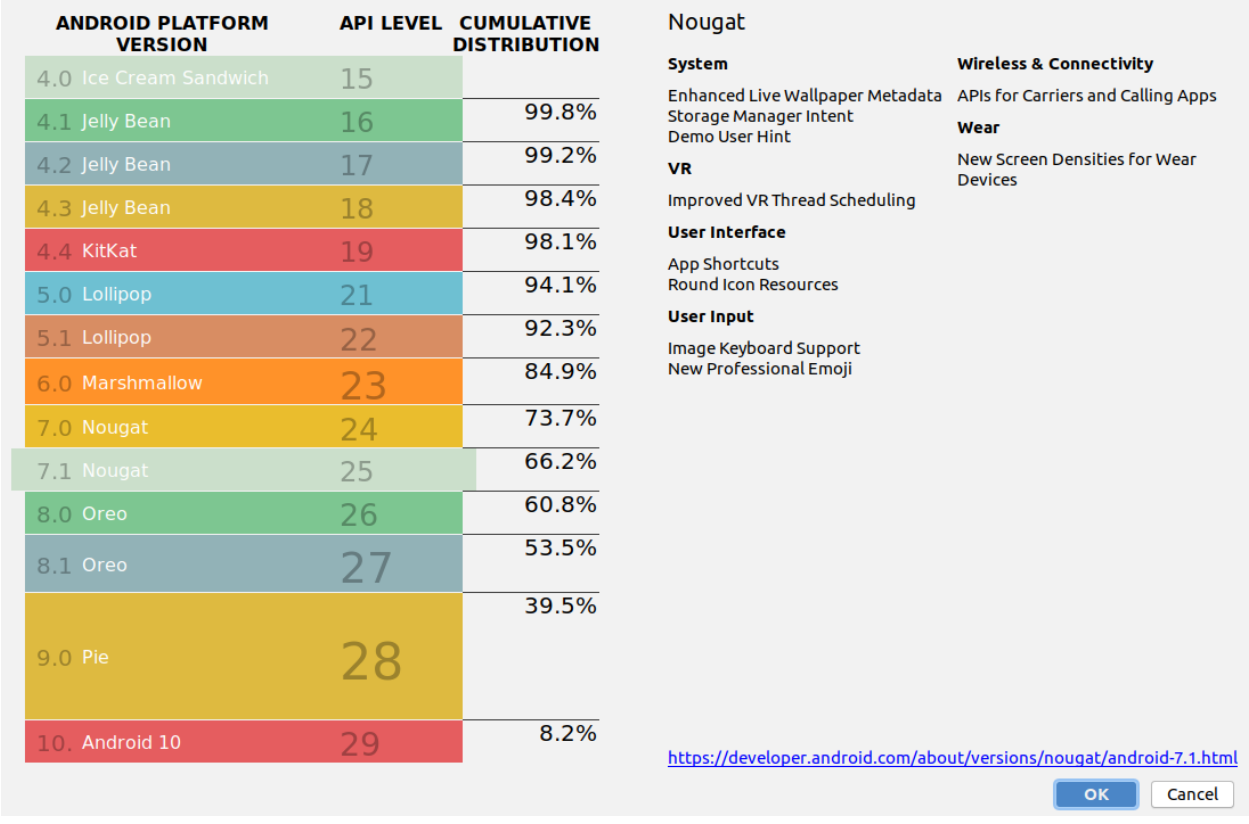 ANDROID PLATFORM VERSION API LEVEL CUMULATIVE DISTRIBUTION
4.0 Ice Cream Sandwich 15
4.1 Jelly Bean 16 99.8%
4.2 Jelly Bean 17 99.2%
4.3 Jelly Bean 18 98.4%
4.4 KitKat 19 98.1%
5.0 Lollipop 21 94.1%
5.1 Lollipop 22 92.3%
6.0 Marshmallow 23 84.9%
7.0 Nougat 24 73.7%
7.1 Nougat 25 66.2%
8.0 Oreo 26 60.8%
8.1 Oreo 27 53.5%
9.0 Pie 28 39.5%
10. Android 10 29 8.2%
Nougat
System
Enhanced Live Wallpaper Metadata
Storage Manager Intent
Demo User Hint
VR
Improved VR Thread Scheduling
User Interface
App Shortcuts
Round Icon Resources
User Input
Image Keyboard Support
New Professional Emoji
Wireless & Connectivity
APIs for Carriers and Calling Apps
Wear
New Screen Densities for Wear
Devices
https://developer.android.com/about/versions/nougat/android-7.1.html
OK Cancel